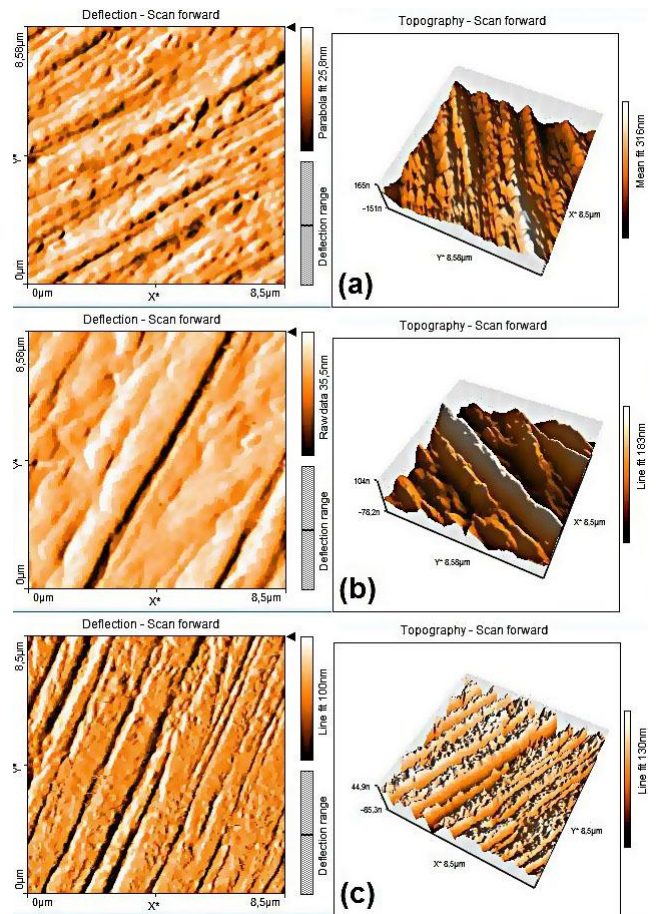 Deflection - Scan forward
8,58µm
Y*
0µm
0µm
X*
8,5µm
Parabola fit 25,8nm
Deflection range
Topography - Scan forward
165n
-151n
Y* 8.58µm
X* 8,5µm
Mean fit 316nm
(a)
Deflection - Scan forward
8,58µm
Y*
0µm
0µm
X*
8,5µm
Raw data 35,5nm
Deflection range
Topography - Scan forward
104n
-78,2n
Y* 8,58µm
X* 8,5µm
Line fit 183nm
(b)
Deflection - Scan forward
8,5µm
Y*
0µm
0µm
X*
8,5µm
Line fit 100nm
Deflection range
Topography - Scan forward
44,9n
-85,3n
X* 8,5µm
Y* 8,5µm
Line fit 130nm
(c)